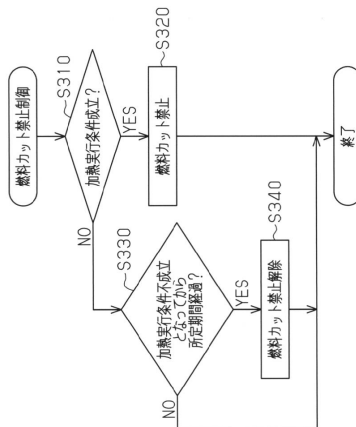 燃料カット禁止制御
S310
加熱実行条件成立？
YES
NO
S320
燃料カット禁止
S330
加熱実行条件不成立
となってから
所定期間経過？
YES
NO
S340
燃料カット禁止解除
終了